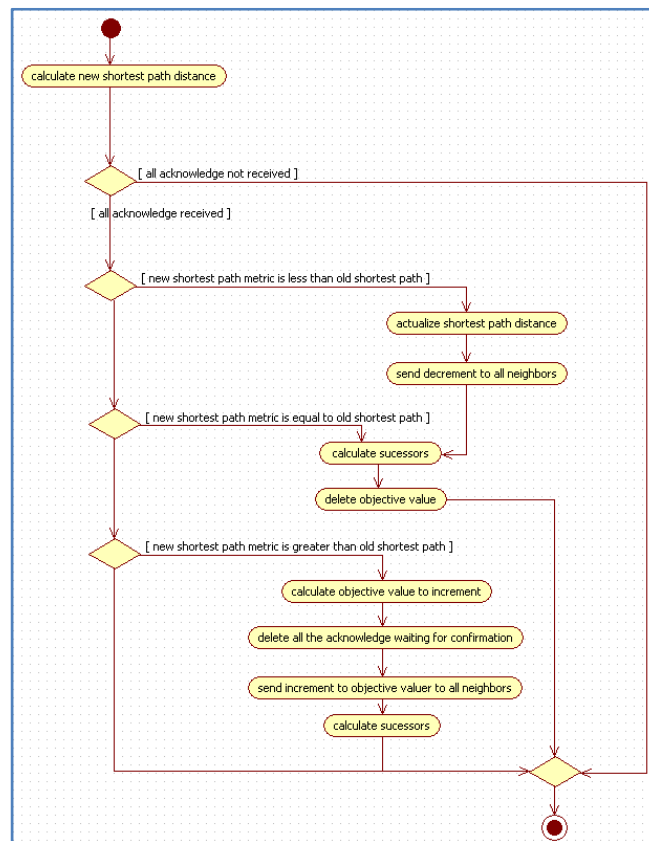 calculate new shortest path distance
[ all acknowledge not received ]
[ all acknowledge received ]
[ new shortest path metric is less than old shortest path ]
actualize shortest path distance
send decrement to all neighbors
[ new shortest path metric is equal to old shortest path ]
calculate sucessors
delete objective value
[ new shortest path metric is greater than old shortest path ]
calculate objective value to increment
delete all the acknowledge waiting for confirmation
send increment to objective valuer to all neighbors
calculate sucessors